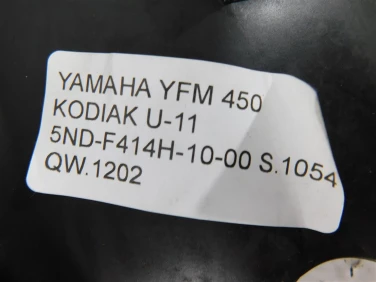 YAMAHA YFM 450
KODIAK U-11
5ND-F414H-10-00 S.1054
QW.1202